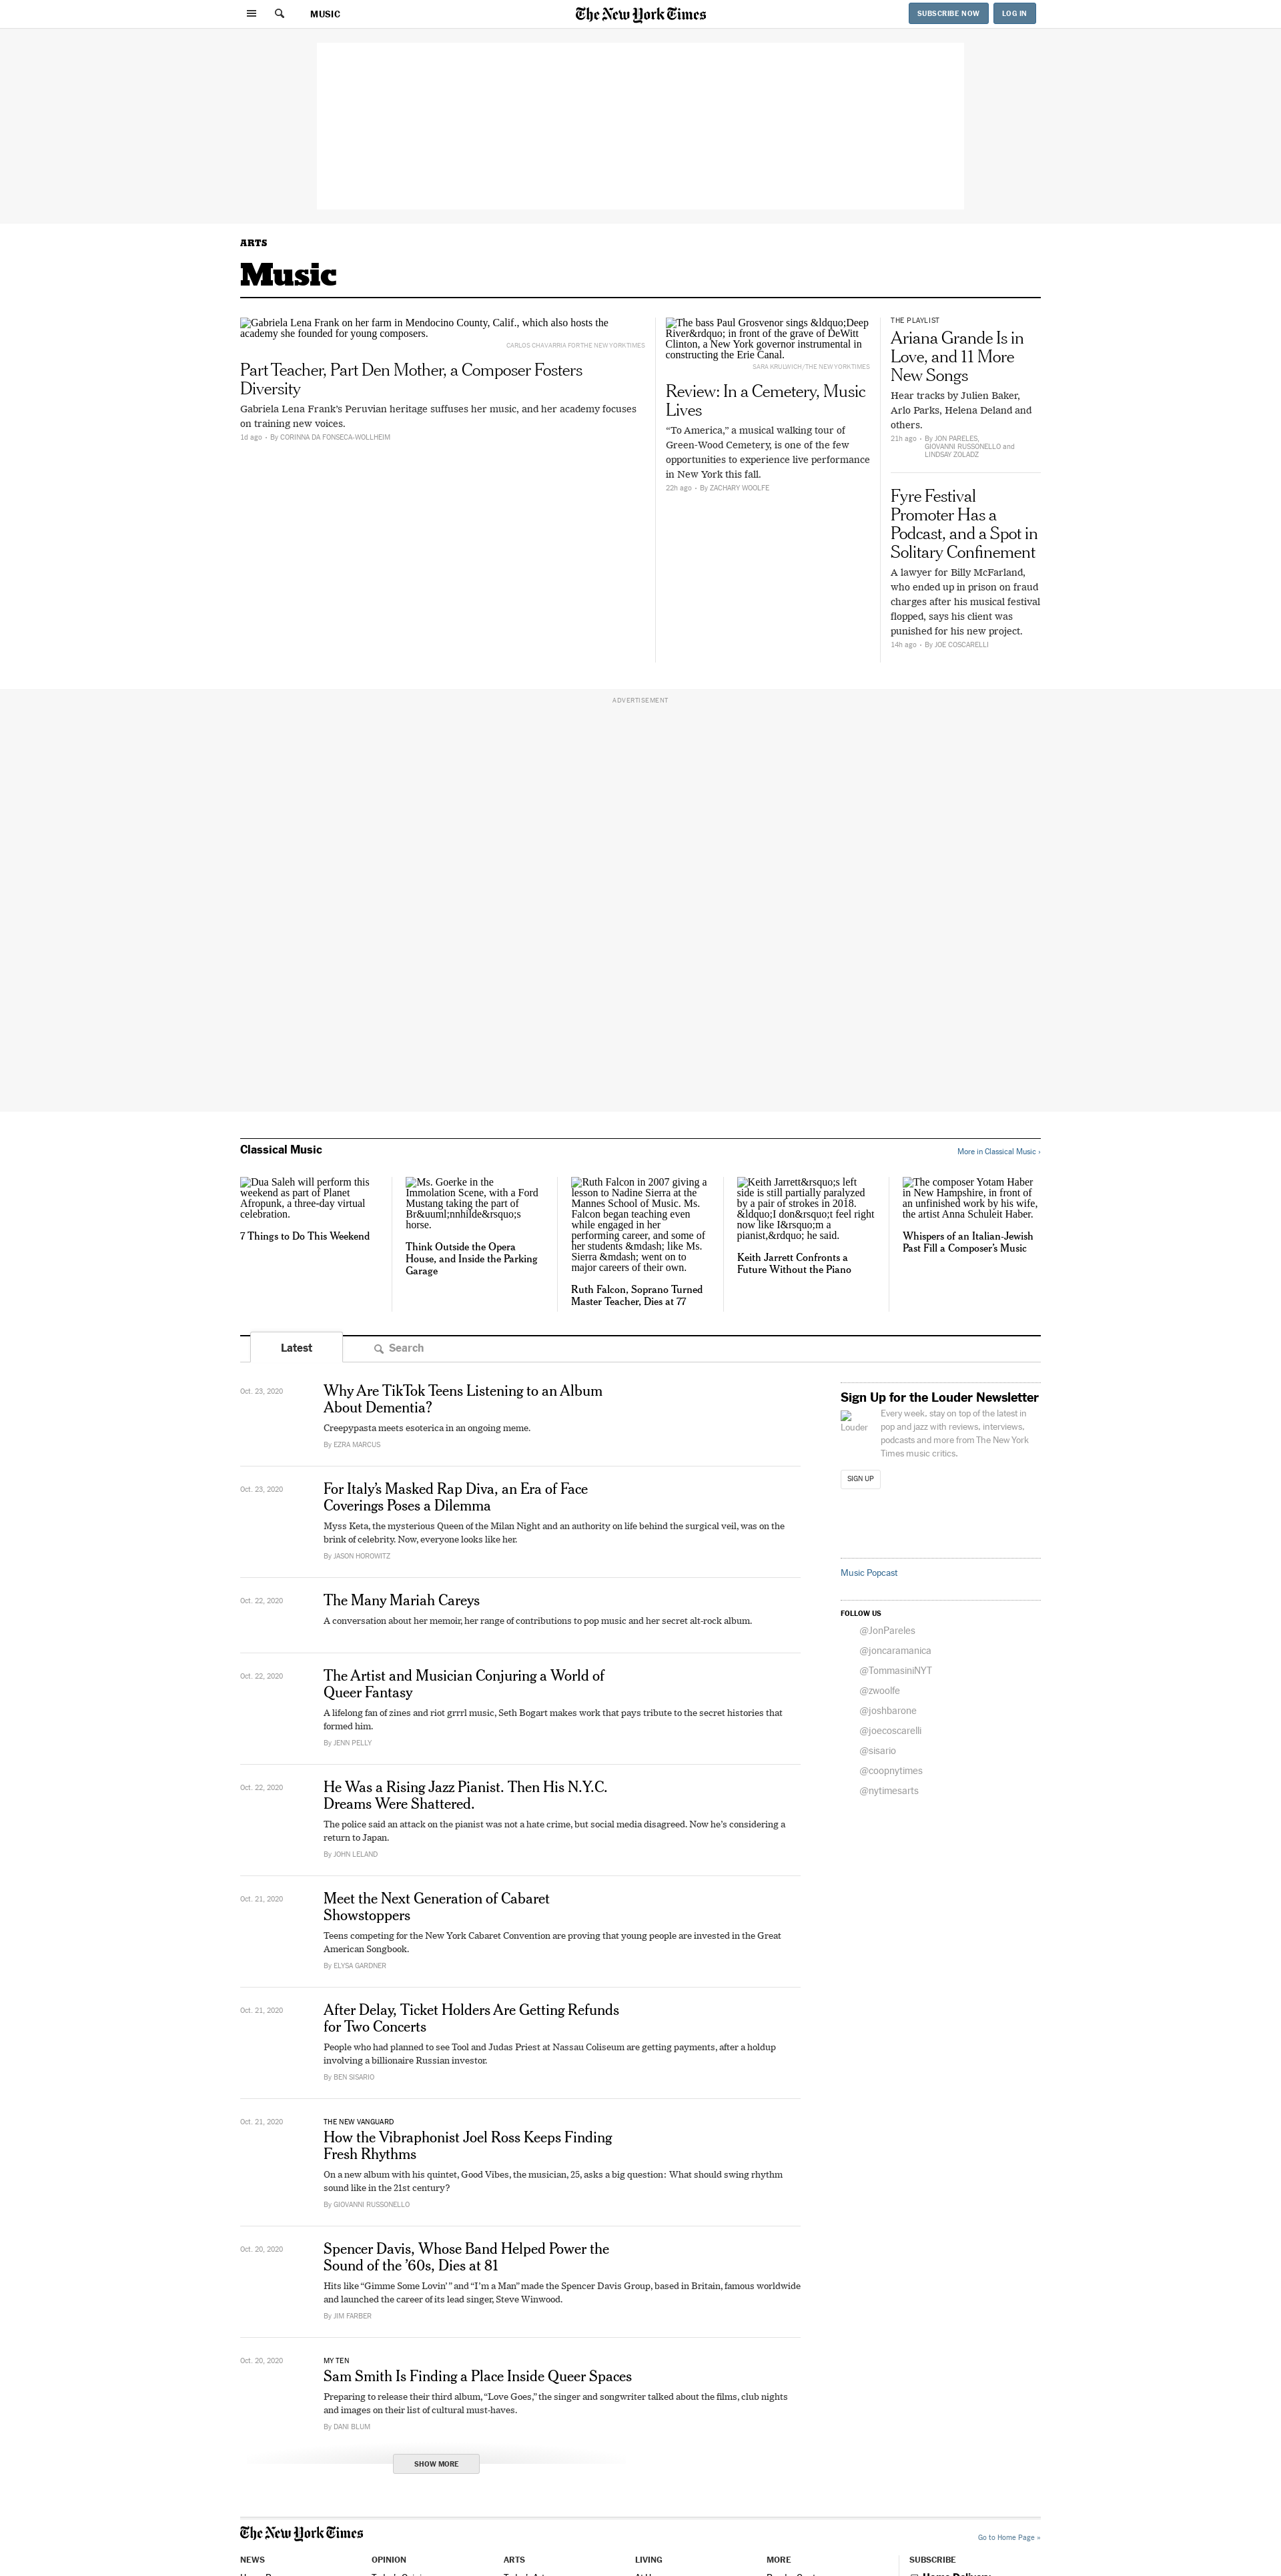 MUSIC
The New York Times
SUBSCRIBE NOW
LOG IN
ARTS
Music
Gabriela Lena Frank on her farm in Mendocino County, Calif., which also hosts the
academy she founded for young composers.
CARLOS CHAVARRIA FOR THE NEW YORK TIMES
Part Teacher, Part Den Mother, a Composer Fosters
Diversity
Gabriela Lena Frank’s Peruvian heritage suffuses her music, and her academy focuses
on training new voices.
1d ago • By CORINNA DA FONSECA-WOLLHEIM
The bass Paul Grosvenor sings &ldquo;Deep
River&rdquo; in front of the grave of DeWitt
Clinton, a New York governor instrumental in
constructing the Erie Canal.
SARA KRULWICH/THE NEW YORK TIMES
Review: In a Cemetery, Music
Lives
“To America,” a musical walking tour of
Green-Wood Cemetery, is one of the few
opportunities to experience live performance
in New York this fall.
22h ago • By ZACHARY WOOLFE
THE PLAYLIST
Ariana Grande Is in
Love, and 11 More
New Songs
Hear tracks by Julien Baker,
Arlo Parks, Helena Deland and
others.
21h ago • By JON PARELES,
GIOVANNI RUSSONELLO and
LINDSAY ZOLADZ
Fyre Festival
Promoter Has a
Podcast, and a Spot in
Solitary Confinement
A lawyer for Billy McFarland,
who ended up in prison on fraud
charges after his musical festival
flopped, says his client was
punished for his new project.
14h ago • By JOE COSCARELLI
ADVERTISEMENT
Classical Music
More in Classical Music ›
Dua Saleh will perform this
weekend as part of Planet
Afropunk, a three-day virtual
celebration.
7 Things to Do This Weekend
Ms. Goerke in the
Immolation Scene, with a Ford
Mustang taking the part of
Br&uuml;nnhilde&rsquo;s
horse.
Think Outside the Opera
House, and Inside the Parking
Garage
Ruth Falcon in 2007 giving a
lesson to Nadine Sierra at the
Mannes School of Music. Ms.
Falcon began teaching even
while engaged in her
performing career, and some of
her students &mdash; like Ms.
Sierra &mdash; went on to
major careers of their own.
Ruth Falcon, Soprano Turned
Master Teacher, Dies at 77
Keith Jarrett&rsquo;s left
side is still partially paralyzed
by a pair of strokes in 2018.
&ldquo;I don&rsquo;t feel right
now like I&rsquo;m a
pianist,&rdquo; he said.
Keith Jarrett Confronts a
Future Without the Piano
The composer Yotam Haber
in New Hampshire, in front of
an unfinished work by his wife,
the artist Anna Schuleit Haber.
Whispers of an Italian-Jewish
Past Fill a Composer’s Music
Latest
Search
Oct. 23, 2020
Why Are TikTok Teens Listening to an Album
About Dementia?
Creepypasta meets esoterica in an ongoing meme.
By EZRA MARCUS
Oct. 23, 2020
For Italy’s Masked Rap Diva, an Era of Face
Coverings Poses a Dilemma
Myss Keta, the mysterious Queen of the Milan Night and an authority on life behind the surgical veil, was on the
brink of celebrity. Now, everyone looks like her.
By JASON HOROWITZ
Oct. 22, 2020
The Many Mariah Careys
A conversation about her memoir, her range of contributions to pop music and her secret alt-rock album.
Oct. 22, 2020
The Artist and Musician Conjuring a World of
Queer Fantasy
A lifelong fan of zines and riot grrrl music, Seth Bogart makes work that pays tribute to the secret histories that
formed him.
By JENN PELLY
Oct. 22, 2020
He Was a Rising Jazz Pianist. Then His N.Y.C.
Dreams Were Shattered.
The police said an attack on the pianist was not a hate crime, but social media disagreed. Now he’s considering a
return to Japan.
By JOHN LELAND
Oct. 21, 2020
Meet the Next Generation of Cabaret
Showstoppers
Teens competing for the New York Cabaret Convention are proving that young people are invested in the Great
American Songbook.
By ELYSA GARDNER
Oct. 21, 2020
After Delay, Ticket Holders Are Getting Refunds
for Two Concerts
People who had planned to see Tool and Judas Priest at Nassau Coliseum are getting payments, after a holdup
involving a billionaire Russian investor.
By BEN SISARIO
Oct. 21, 2020
THE NEW VANGUARD
How the Vibraphonist Joel Ross Keeps Finding
Fresh Rhythms
On a new album with his quintet, Good Vibes, the musician, 25, asks a big question: What should swing rhythm
sound like in the 21st century?
By GIOVANNI RUSSONELLO
Oct. 20, 2020
Spencer Davis, Whose Band Helped Power the
Sound of the ’60s, Dies at 81
Hits like “Gimme Some Lovin’ ” and “I’m a Man” made the Spencer Davis Group, based in Britain, famous worldwide
and launched the career of its lead singer, Steve Winwood.
By JIM FARBER
Oct. 20, 2020
MY TEN
Sam Smith Is Finding a Place Inside Queer Spaces
Preparing to release their third album, “Love Goes,” the singer and songwriter talked about the films, club nights
and images on their list of cultural must-haves.
By DANI BLUM
SHOW MORE
Sign Up for the Louder Newsletter
Louder
Every week, stay on top of the latest in
pop and jazz with reviews, interviews,
podcasts and more from The New York
Times music critics.
SIGN UP
Music Popcast
FOLLOW US
@JonPareles
@joncaramanica
@TommasiniNYT
@zwoolfe
@joshbarone
@joecoscarelli
@sisario
@coopnytimes
@nytimesarts
The New York Times
Go to Home Page »
NEWS
OPINION
ARTS
LIVING
MORE
SUBSCRIBE